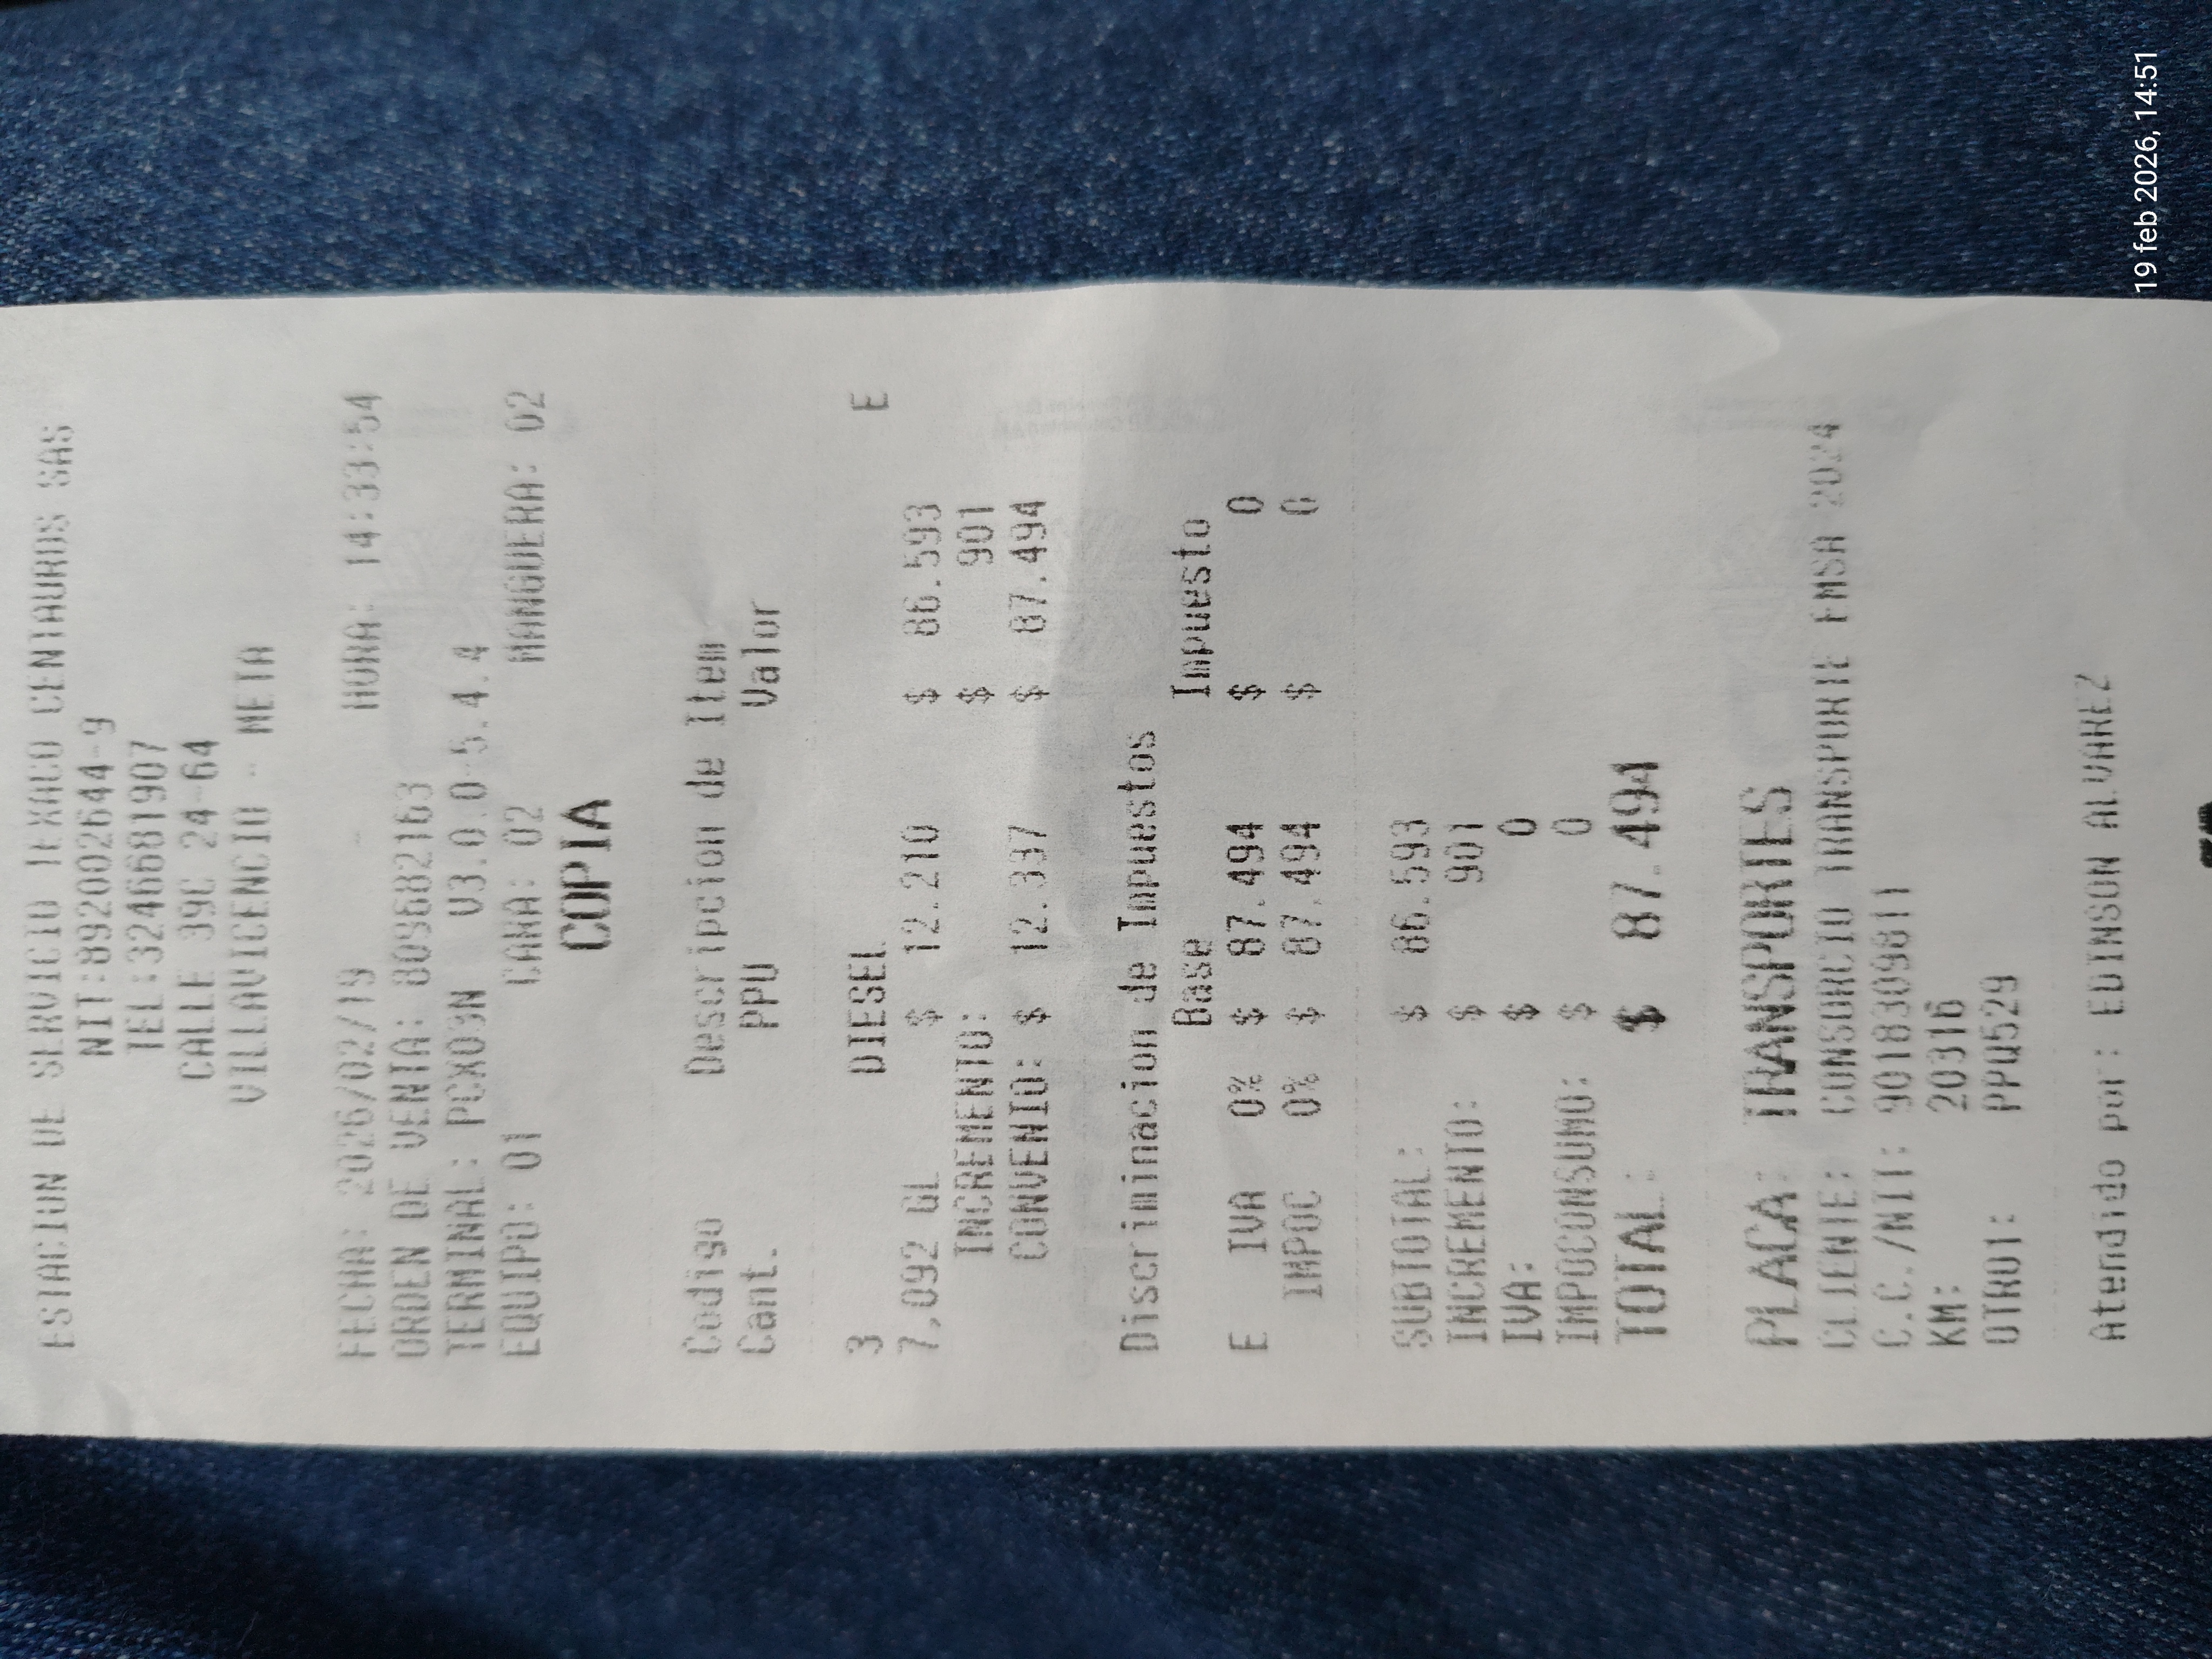 ESTACION DE SERVICIO TEXACO CENTAUROS SAS
NIT:892002644-9
TEL:3246681907
CALLE 39C 24-64
VILLAVICENCIO - META
FECHA: 2026/02/19 HORA: 14:33:54
ORDEN DE VENTA: 809682163
TERMINAL: PCX03N V3.0.0-5.4.4
EQUIPO: 01 CARA: 02 MANGUERA: 02
COPIA
Codigo Descripcion de Item
Cant. PPU Valor
3 DIESEL E
7,092 GL $ 12.210 $ 86.593
INCREMENTO: $ 901
CONVENIO: $ 12.337 $ 87.494
Discriminacion de Impuestos
Base Impuesto
E IVA 0% $ 87.494 $ 0
IMPOC 0% $ 87.494 $ 0
SUBTOTAL: $ 86.593
INCREMENTO: $ 901
IVA: $ 0
IMPOCONSUMO: $ 0
TOTAL: $ 87.494
PLACA: TRANSPORTES
CLIENTE: CONSORCIO TRANSPORTE EMSA 2024
C.C./NIT: 901830981
KM: 20316
OTRO1: PPQ529
Atendido por: EDINSON ALVAREZ
19 feb 2026, 14:51